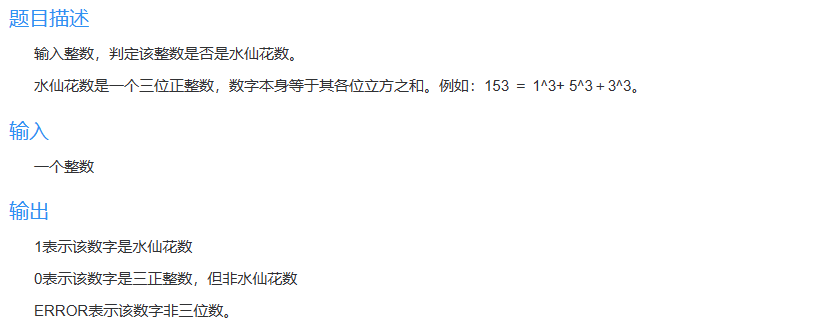 题目描述
输入整数，判定该整数是否是水仙花数。
水仙花数是一个三位正整数，数字本身等于其各位立方之和。例如：153 = 1^3+ 5^3＋3^3。
输入
一个整数
输出
1表示该数字是水仙花数
0表示该数字是三正整数，但非水仙花数
ERROR表示该数字非三位数。